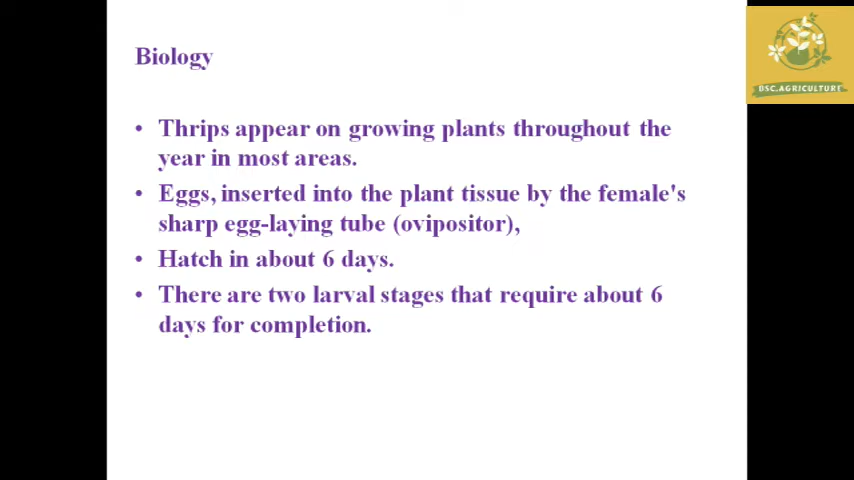 Biology
BSC.AGRICULTURE
• Thrips appear on growing plants throughout the
year in most areas.
• Eggs, inserted into the plant tissue by the female's
sharp egg-laying tube (ovipositor),
• Hatch in about 6 days.
• There are two larval stages that require about 6
days for completion.